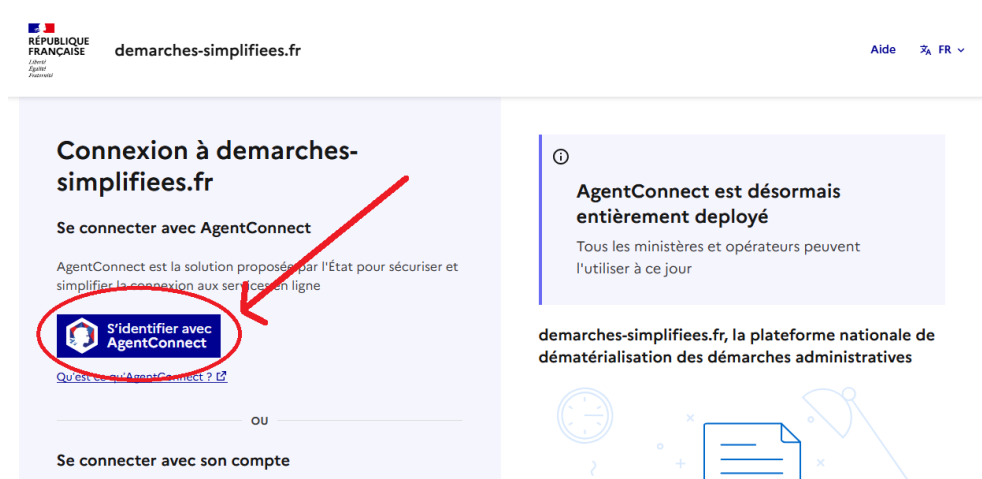 RÉPUBLIQUE
FRANÇAISE
Liberté
Égalité
Fraternité
demarches-simplifiees.fr
Aide
FR
Connexion à demarches-
simplifiees.fr
Se connecter avec AgentConnect
AgentConnect est la solution proposée par l'État pour sécuriser et
simplifier la connexion aux services en ligne
S'identifier avec
AgentConnect
Qu'est ce qu'AgentConnect ?
OU
Se connecter avec son compte
AgentConnect est désormais
entièrement deployé
Tous les ministères et opérateurs peuvent
l'utiliser à ce jour
demarches-simplifiees.fr, la plateforme nationale de
dématérialisation des démarches administratives